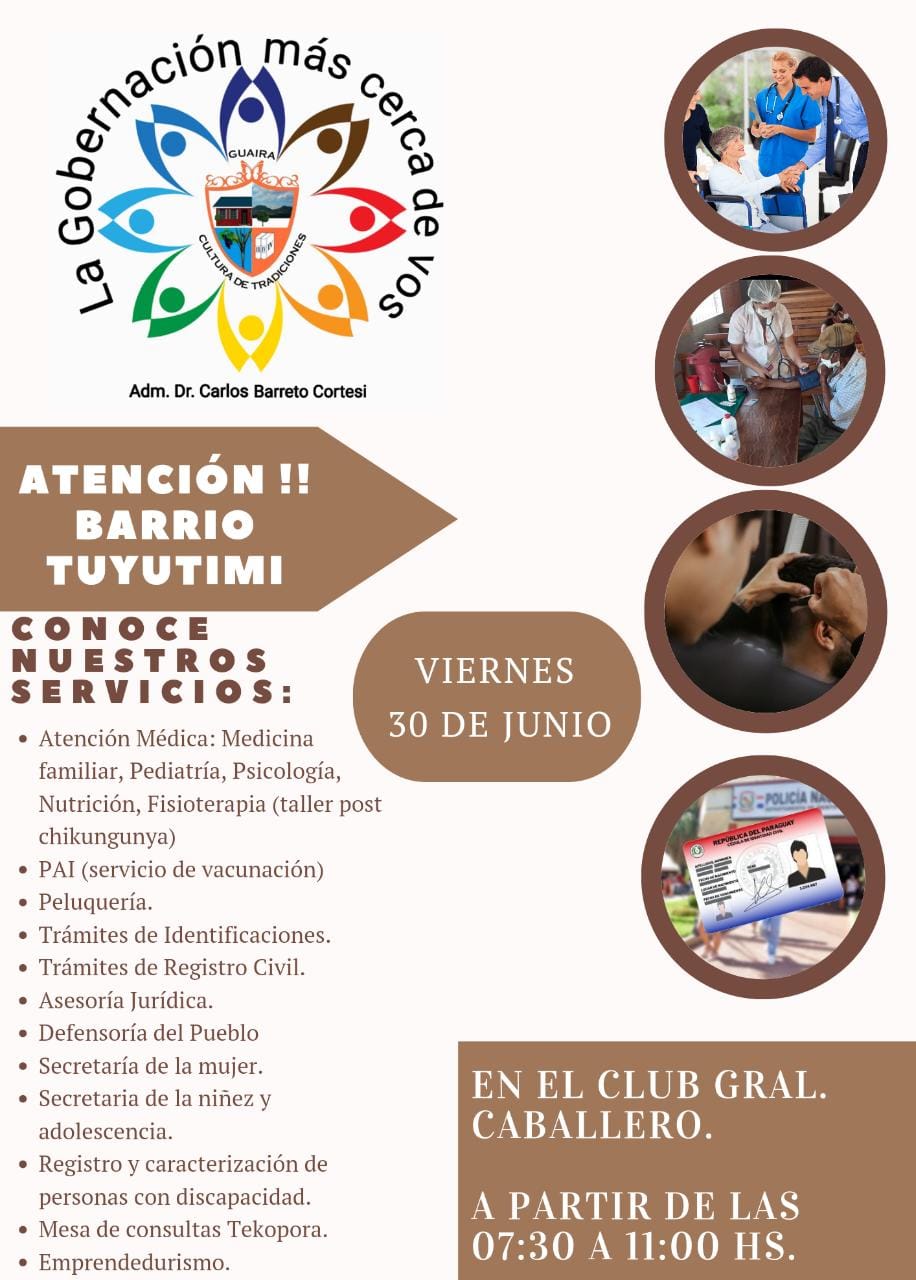 La Gobernación más cerca de vos
GUAIRA
CULTURA DE TRADICIONES
Adm. Dr. Carlos Barreto Cortesi
ATENCIÓN !!
BARRIO
TUYUTIMI
CONOCE
NUESTROS
SERVICIOS:
VIERNES
30 DE JUNIO
• Atención Médica: Medicina
familiar, Pediatría, Psicología,
Nutrición, Fisioterapia (taller post
chikungunya)
• PAI (servicio de vacunación)
• Peluquería.
• Trámites de Identificaciones.
• Trámites de Registro Civil.
• Asesoría Jurídica.
• Defensoría del Pueblo
• Secretaría de la mujer.
• Secretaria de la niñez y
adolescencia.
• Registro y caracterización de
personas con discapacidad.
• Mesa de consultas Tekopora.
• Emprendedurismo.
POLICÍA NA
REPÚBLICA DEL PARAGUAY
CÉDULA DE IDENTIDAD CIVIL
EN EL CLUB GRAL.
CABALLERO.
A PARTIR DE LAS
07:30 A 11:00 HS.